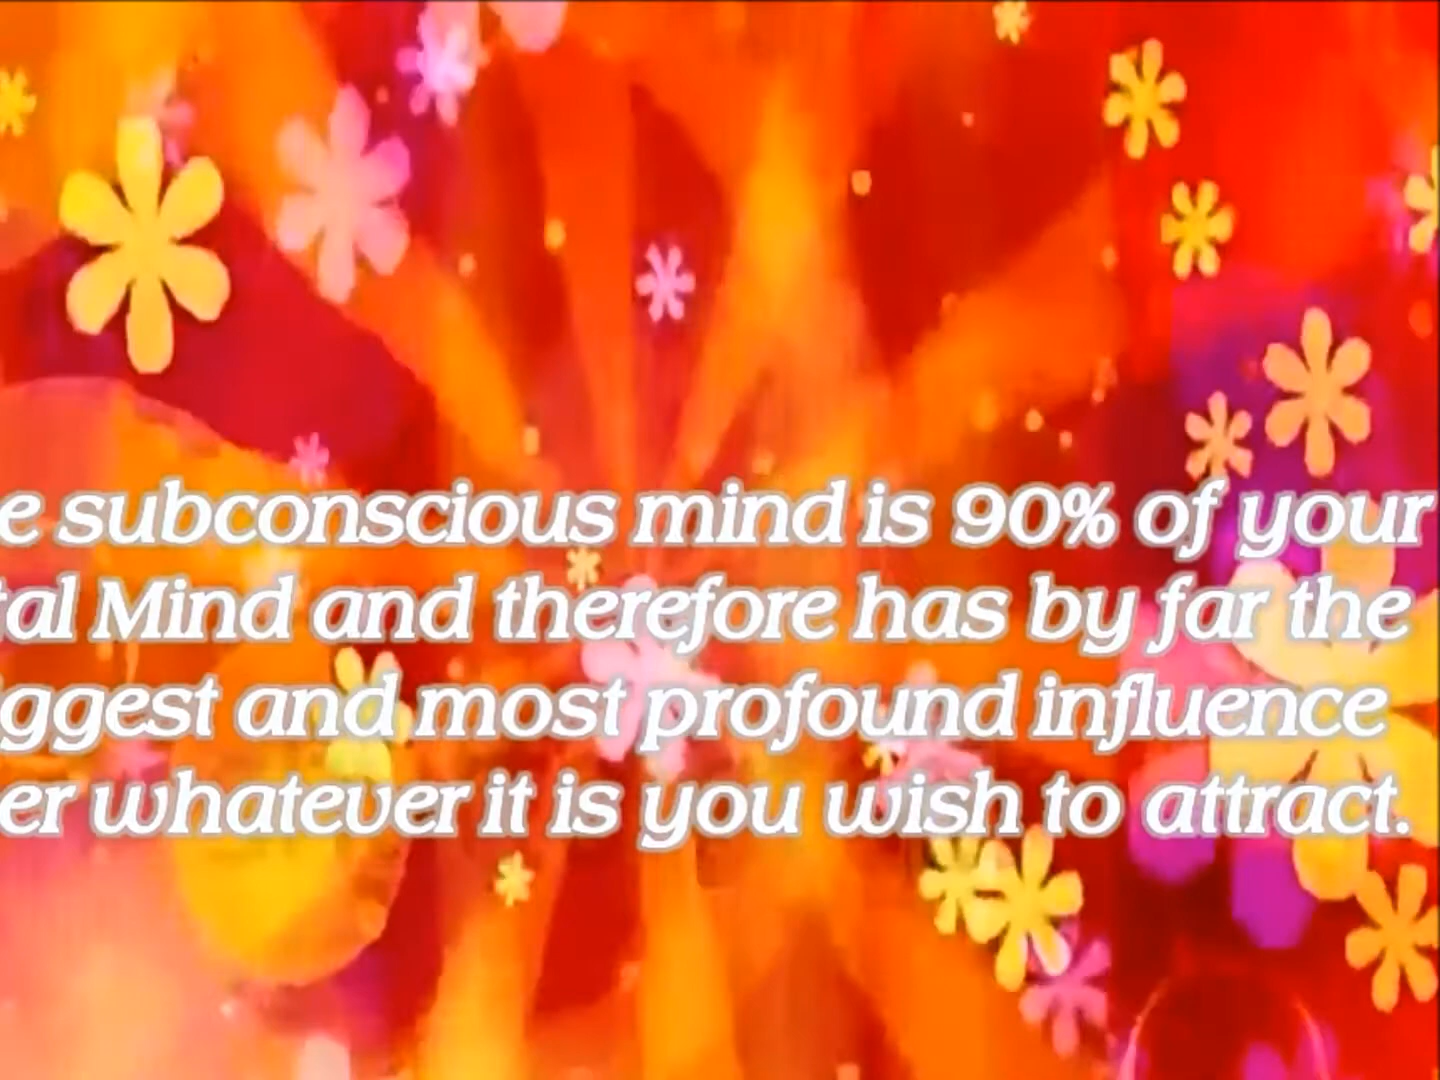 e subconscious mind is 90% of your
tal Mind and therefore has by far the
ggest and most profound influence
er whatever it is you wish to attract.